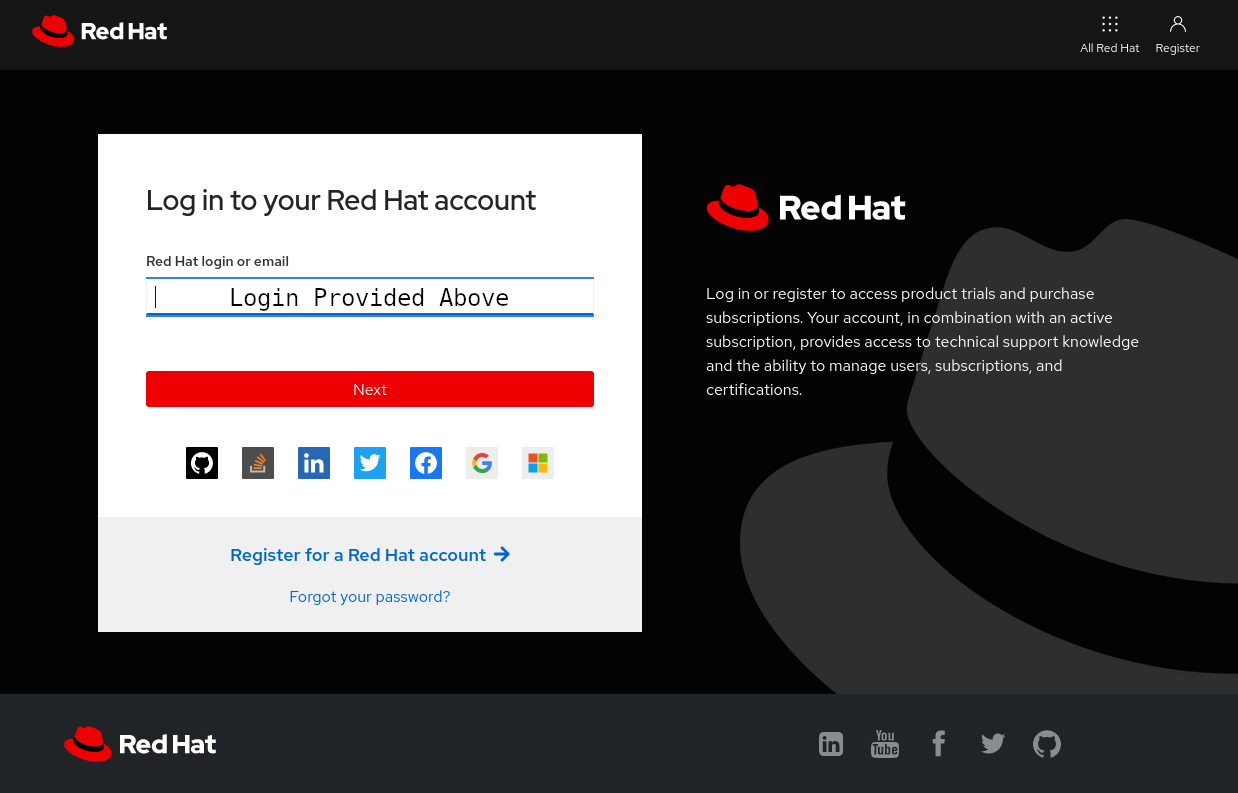 Red Hat
All Red Hat
Register
Log in to your Red Hat account
Red Hat login or email
Login Provided Above
Next
Register for a Red Hat account
Forgot your password?
Red Hat
Log in or register to access product trials and purchase
subscriptions. Your account, in combination with an active
subscription, provides access to technical support knowledge
and the ability to manage users, subscriptions, and
certifications.
Red Hat
in
You
Tube